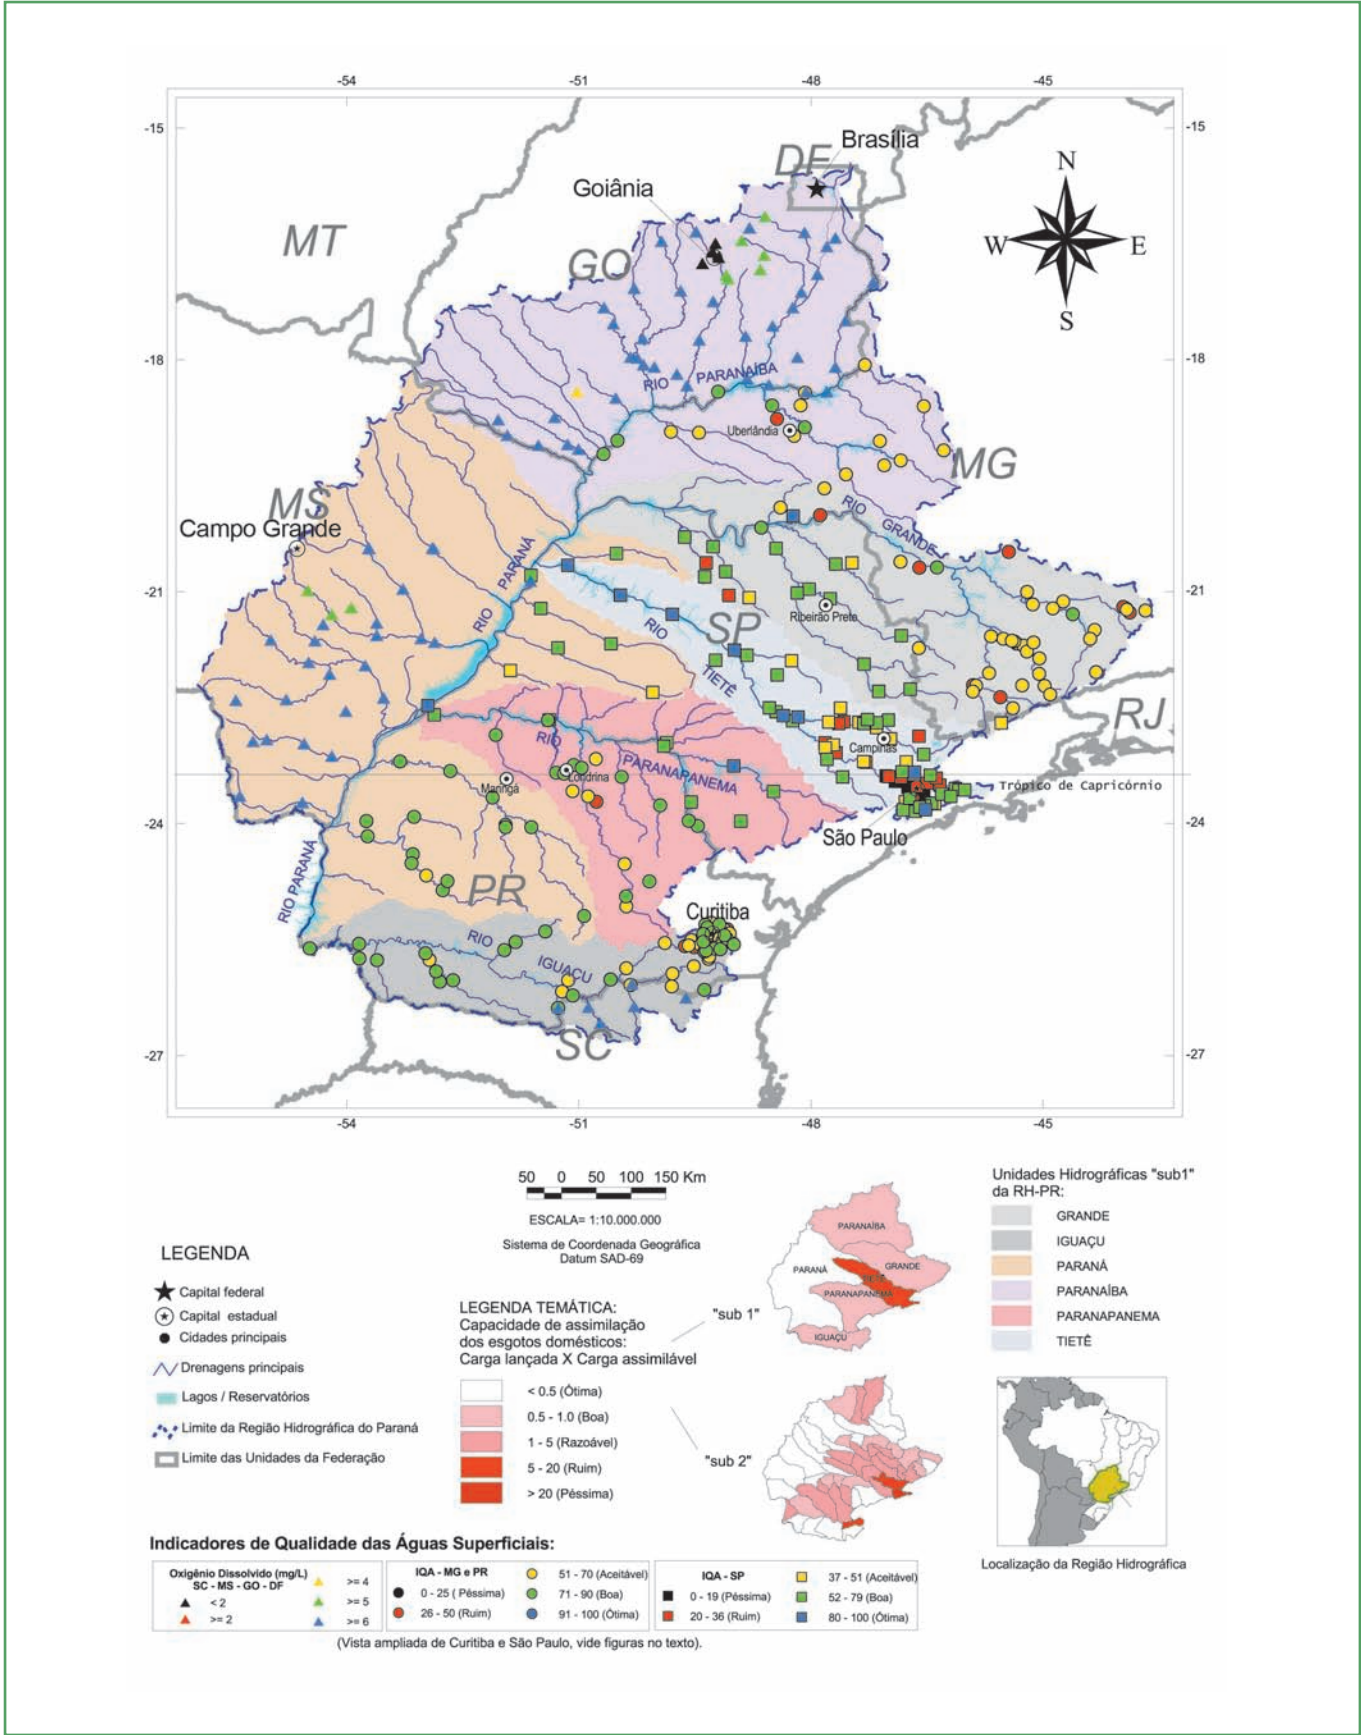 -54 -51 -48 -45
-15 -15
Brasília
DF
Goiânia
N
MT
W E
GO
S
-18 -18
RIO PARANAÍBA
Uberlândia
MG
MS
RIO GRANDE
Campo Grande
RIO PARANÁ
-21 -21
Ribeirão Preto
SP
RIO TIETÊ
RJ
Campinas
RIO PARANAPANEMA
Londrina
Maringá
Trópico de Capricórnio
-24 -24
São Paulo
RIO PARANÁ
PR
Curitiba
RIO IGUAÇU
SC
-27 -27
-54 -51 -48 -45
50 0 50 100 150 Km
ESCALA= 1:10.000.000
Sistema de Coordenada Geográfica
Datum SAD-69
LEGENDA
Capital federal
Capital estadual
Cidades principais
Drenagens principais
Lagos / Reservatórios
Limite da Região Hidrográfica do Paraná
Limite das Unidades da Federação
LEGENDA TEMÁTICA:
Capacidade de assimilação
dos esgotos domésticos:
Carga lançada X Carga assimilável
< 0.5 (Ótima)
0.5 - 1.0 (Boa)
1 - 5 (Razoável)
5 - 20 (Ruim)
> 20 (Péssima)
"sub 1"
PARANAÍBA
PARANÁ
GRANDE
TIETÊ
PARANAPANEMA
IGUAÇU
"sub 2"
Unidades Hidrográficas "sub1"
da RH-PR:
GRANDE
IGUAÇU
PARANÁ
PARANAÍBA
PARANAPANEMA
TIETÊ
Localização da Região Hidrográfica
Indicadores de Qualidade das Águas Superficiais:
Oxigênio Dissolvido (mg/L)
SC - MS - GO - DF
< 2
>= 2
>= 4
>= 5
>= 6
IQA - MG e PR
0 - 25 ( Péssima)
26 - 50 (Ruim)
51 - 70 (Aceitável)
71 - 90 (Boa)
91 - 100 (Ótima)
IQA - SP
0 - 19 (Péssima)
20 - 36 (Ruim)
37 - 51 (Aceitável)
52 - 79 (Boa)
80 - 100 (Ótima)
(Vista ampliada de Curitiba e São Paulo, vide figuras no texto).